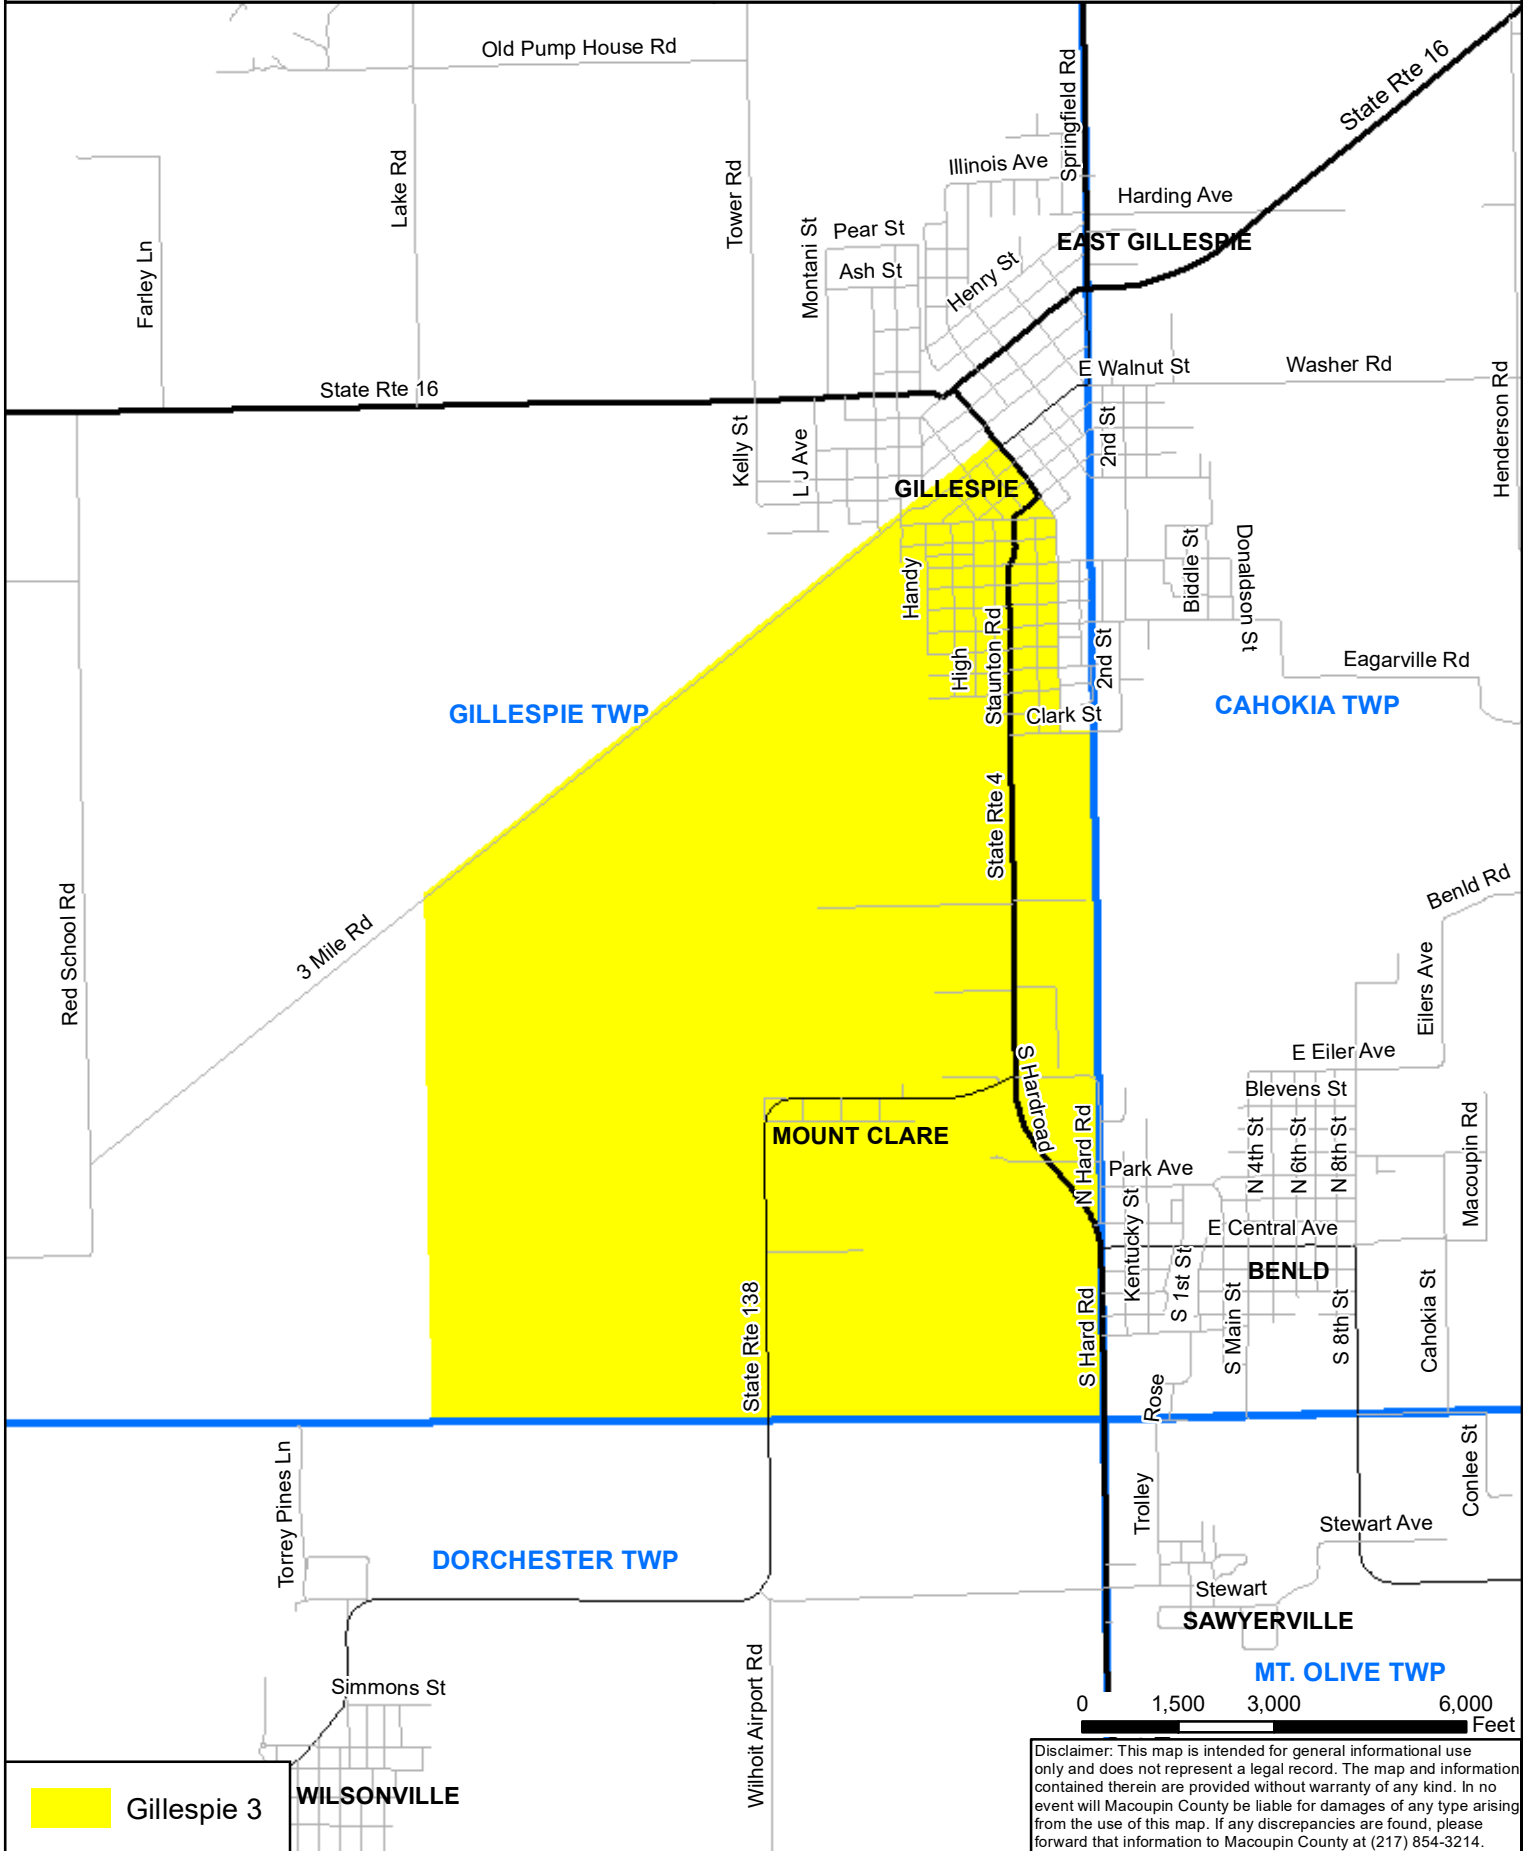 Old Pump House Rd
Springfield Rd
State Rte 16
Lake Rd
Tower Rd
Illinois Ave
Harding Ave
Farley Ln
Montani St
Pear St
Ash St
Henry St
EAST GILLESPIE
State Rte 16
E Walnut St
Washer Rd
Henderson Rd
Kelly St
L J Ave
2nd St
GILLESPIE
Handy
Biddle St
Donaldson St
High
Staunton Rd
2nd St
Eagarville Rd
GILLESPIE TWP
Clark St
CAHOKIA TWP
State Rte 4
Red School Rd
3 Mile Rd
Benld Rd
Eilers Ave
S Hardroad
E Eiler Ave
Blevens St
MOUNT CLARE
N Hard Rd
Park Ave
N 4th St
N 6th St
N 8th St
Macoupin Rd
Kentucky St
E Central Ave
S 1st St
BENLD
State Rte 138
S Hard Rd
S Main St
S 8th St
Cahokia St
Rose
Torrey Pines Ln
Trolley
Conlee St
Stewart Ave
DORCHESTER TWP
Stewart
SAWYERVILLE
MT. OLIVE TWP
Simmons St
Wilhoit Airport Rd
0 1,500 3,000 6,000
Feet
WILSONVILLE
Gillespie 3
Disclaimer: This map is intended for general informational use
only and does not represent a legal record. The map and information
contained therein are provided without warranty of any kind. In no
event will Macoupin County be liable for damages of any type arising
from the use of this map. If any discrepancies are found, please
forward that information to Macoupin County at (217) 854-3214.